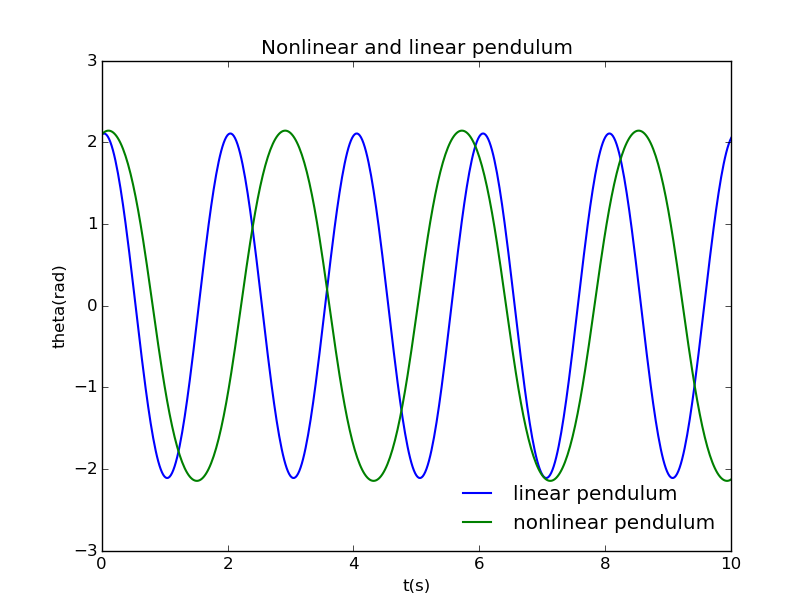 Nonlinear and linear pendulum
3
2
1
0
−1
−2
−3
theta(rad)
linear pendulum
nonlinear pendulum
0 2 4 6 8 10
t(s)